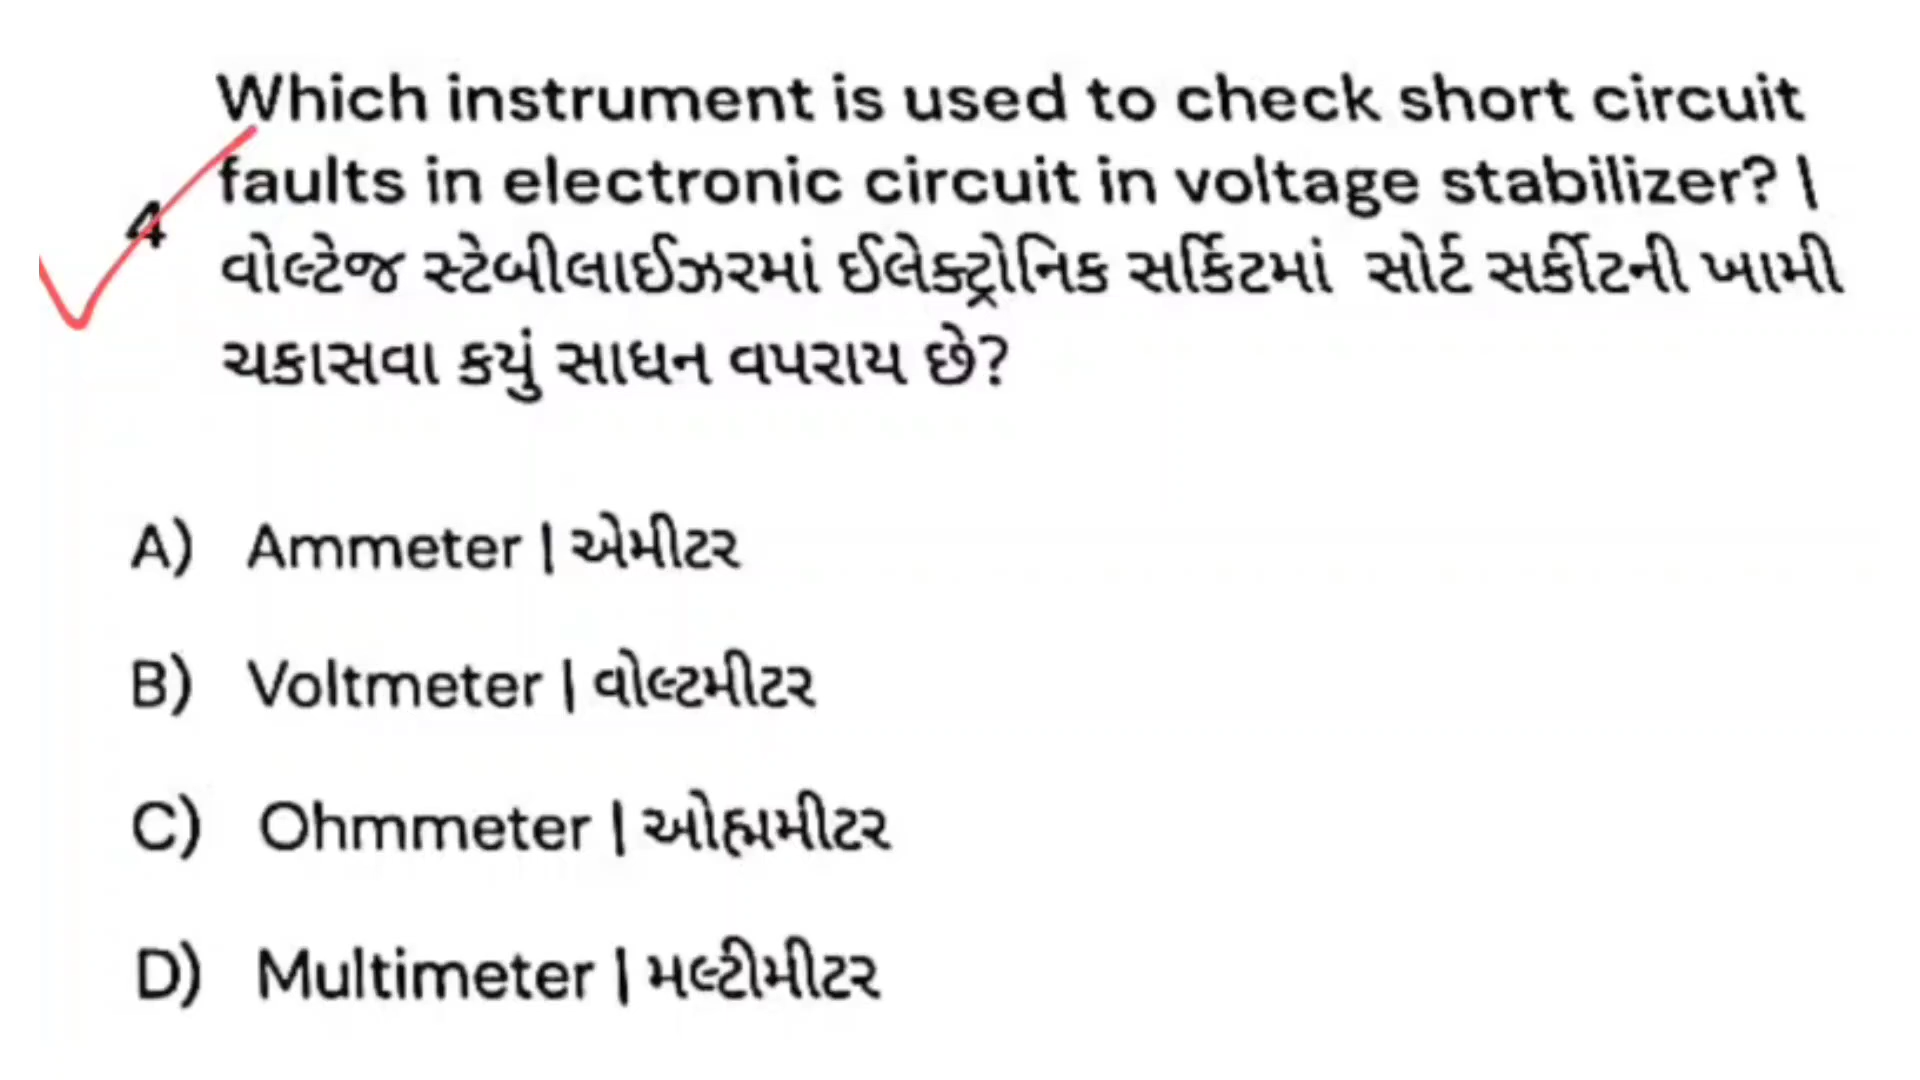 Which instrument is used to check short circuit
faults in electronic circuit in voltage stabilizer? |
4
વોલ્ટેજ સ્ટેબીલાઈઝરમાં ઈલેક્ટ્રોનિક સર્કિટમાં સોર્ટ સર્કીટની ખામી
ચકાસવા કયું સાધન વપરાય છે?
A) Ammeter | એમીટર
B) Voltmeter | વોલ્ટમીટર
C) Ohmmeter | ઓહ્મમીટર
D) Multimeter | મલ્ટીમીટર